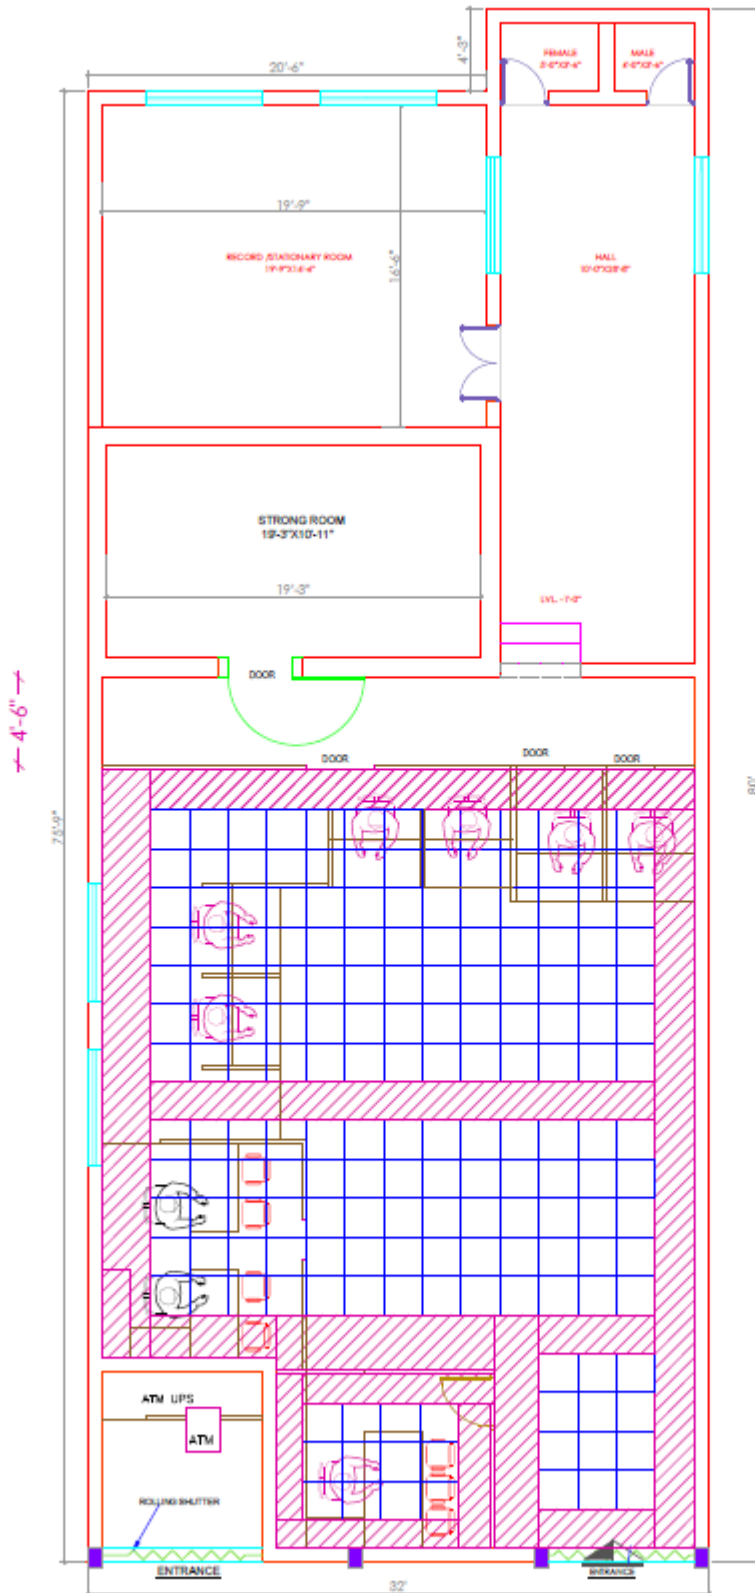 4'-3"
FEMALE
MALE
20'-6"
19'-9"
RECORD /STATIONARY ROOM
16'-6"
HALL
STRONG ROOM
19'-3"X10'-11"
19'-3"
LVL -1'-0"
DOOR
4'-6"
DOOR
DOOR
DOOR
75'-9"
80'
ATM UPS
ATM
ROLLING SHUTTER
ENTRANCE
ENTRANCE
32'